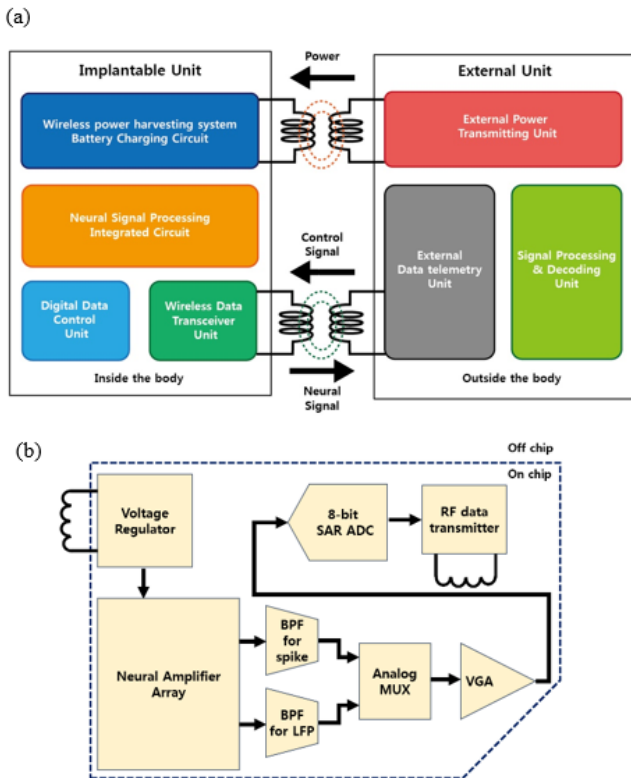 (a)
Implantable Unit
Wireless power harvesting system
Battery Charging Circuit
Neural Signal Processing
Integrated Circuit
Digital Data
Control
Unit
Wireless Data
Transceiver
Unit
Inside the body
Power
Control
Signal
Neural
Signal
External Unit
External Power
Transmitting Unit
External
Data telemetry
Unit
Signal Processing
& Decoding
Unit
Outside the body
(b)
Off chip
On chip
Voltage
Regulator
8-bit
SAR ADC
RF data
transmitter
Neural Amplifier
Array
BPF
for
spike
BPF
for LFP
Analog
MUX
VGA